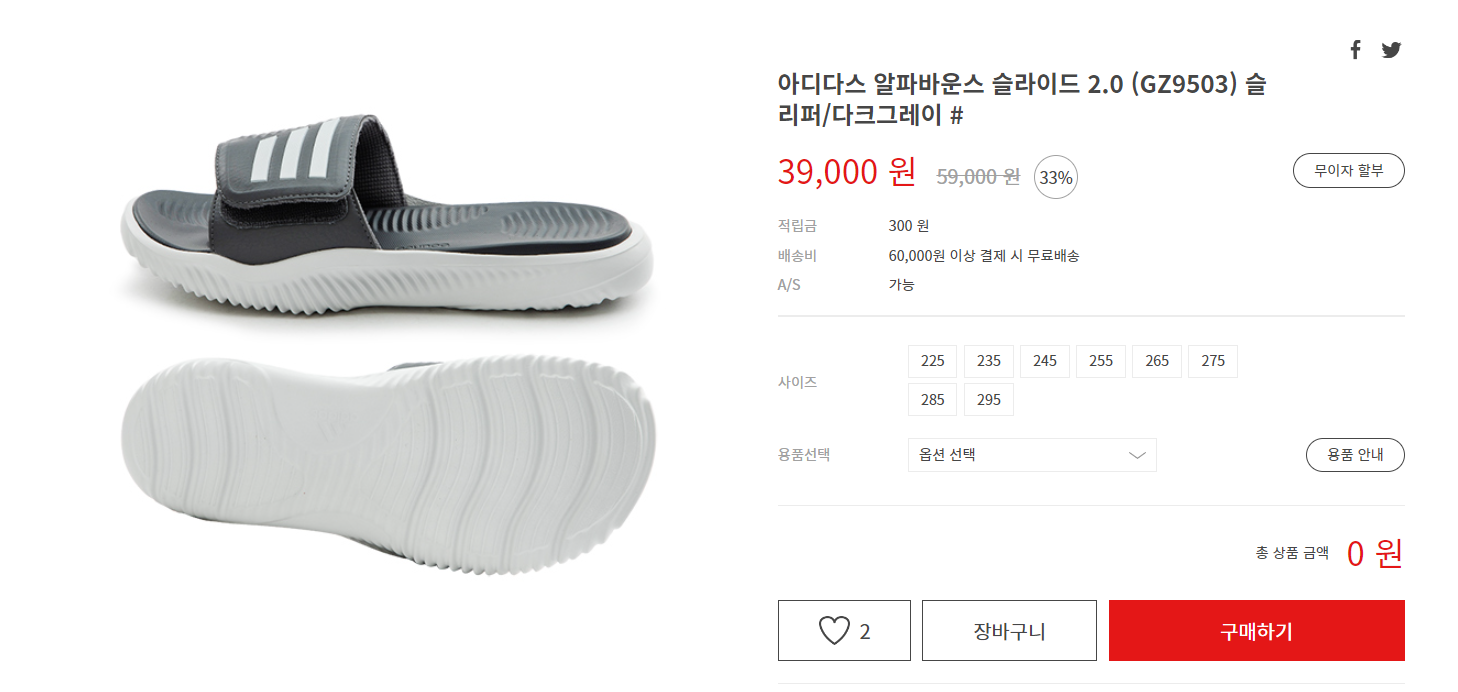 아디다스 알파바운스 슬라이드 2.0 (GZ9503) 슬
리퍼/다크그레이 #
39,000 원 59,000 원 33% 무이자 할부
적립금 300 원
배송비 60,000원 이상 결제 시 무료배송
A/S 가능
사이즈 225 235 245 255 265 275
285 295
용품선택 옵션 선택 용품 안내
총 상품 금액 0 원
2 장바구니 구매하기